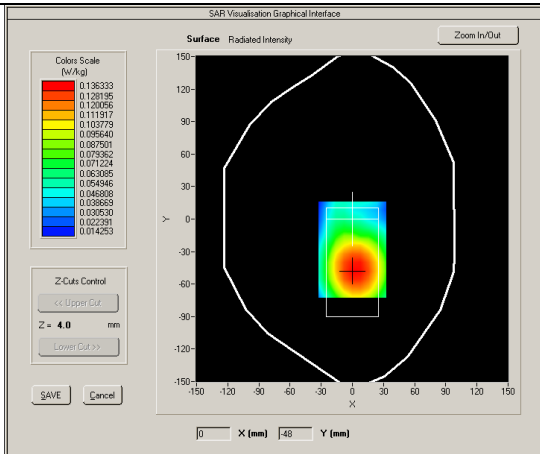 SAR Visualisation Graphical Interface
Surface Radiated Intensity
Zoom In/Out
Colors Scale
(W/kg)
0.136333
0.128195
0.120056
0.111917
0.103779
0.095640
0.087501
0.079362
0.071224
0.063085
0.054946
0.046808
0.038669
0.030530
0.022391
0.014253
Z-Cuts Control
<< Upper Cut
Z = 4.0 mm
Lower Cut >>
SAVE
Cancel
150
120
90
60
30
0
-30
-60
-90
-120
-150
Y
-150 -120 -90 -60 -30 0 30 60 90 120 150
X
0 X (mm) -48 Y (mm)